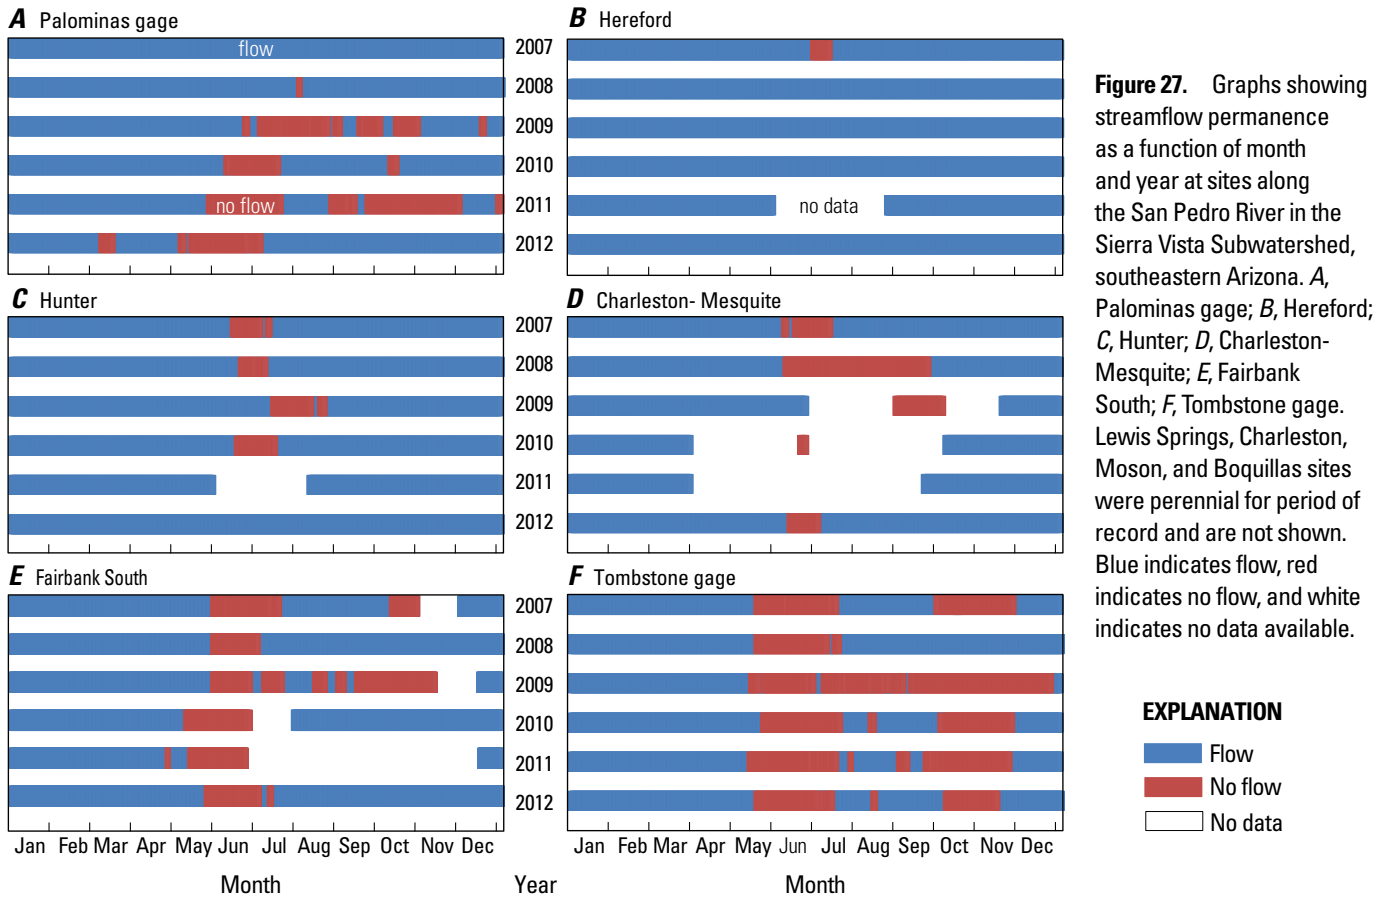 A Palominas gage
flow
no flow
B Hereford
no data
2007
2008
2009
2010
2011
2012
C Hunter
D Charleston- Mesquite
2007
2008
2009
2010
2011
2012
E Fairbank South
F Tombstone gage
2007
2008
2009
2010
2011
2012
Jan Feb Mar Apr May Jun Jul Aug Sep Oct Nov Dec
Jan Feb Mar Apr May Jun Jul Aug Sep Oct Nov Dec
Month
Year
Month
Figure 27. Graphs showing
streamflow permanence
as a function of month
and year at sites along
the San Pedro River in the
Sierra Vista Subwatershed,
southeastern Arizona. A,
Palominas gage; B, Hereford;
C, Hunter; D, Charleston-
Mesquite; E, Fairbank
South; F, Tombstone gage.
Lewis Springs, Charleston,
Moson, and Boquillas sites
were perennial for period of
record and are not shown.
Blue indicates flow, red
indicates no flow, and white
indicates no data available.
EXPLANATION
Flow
No flow
No data